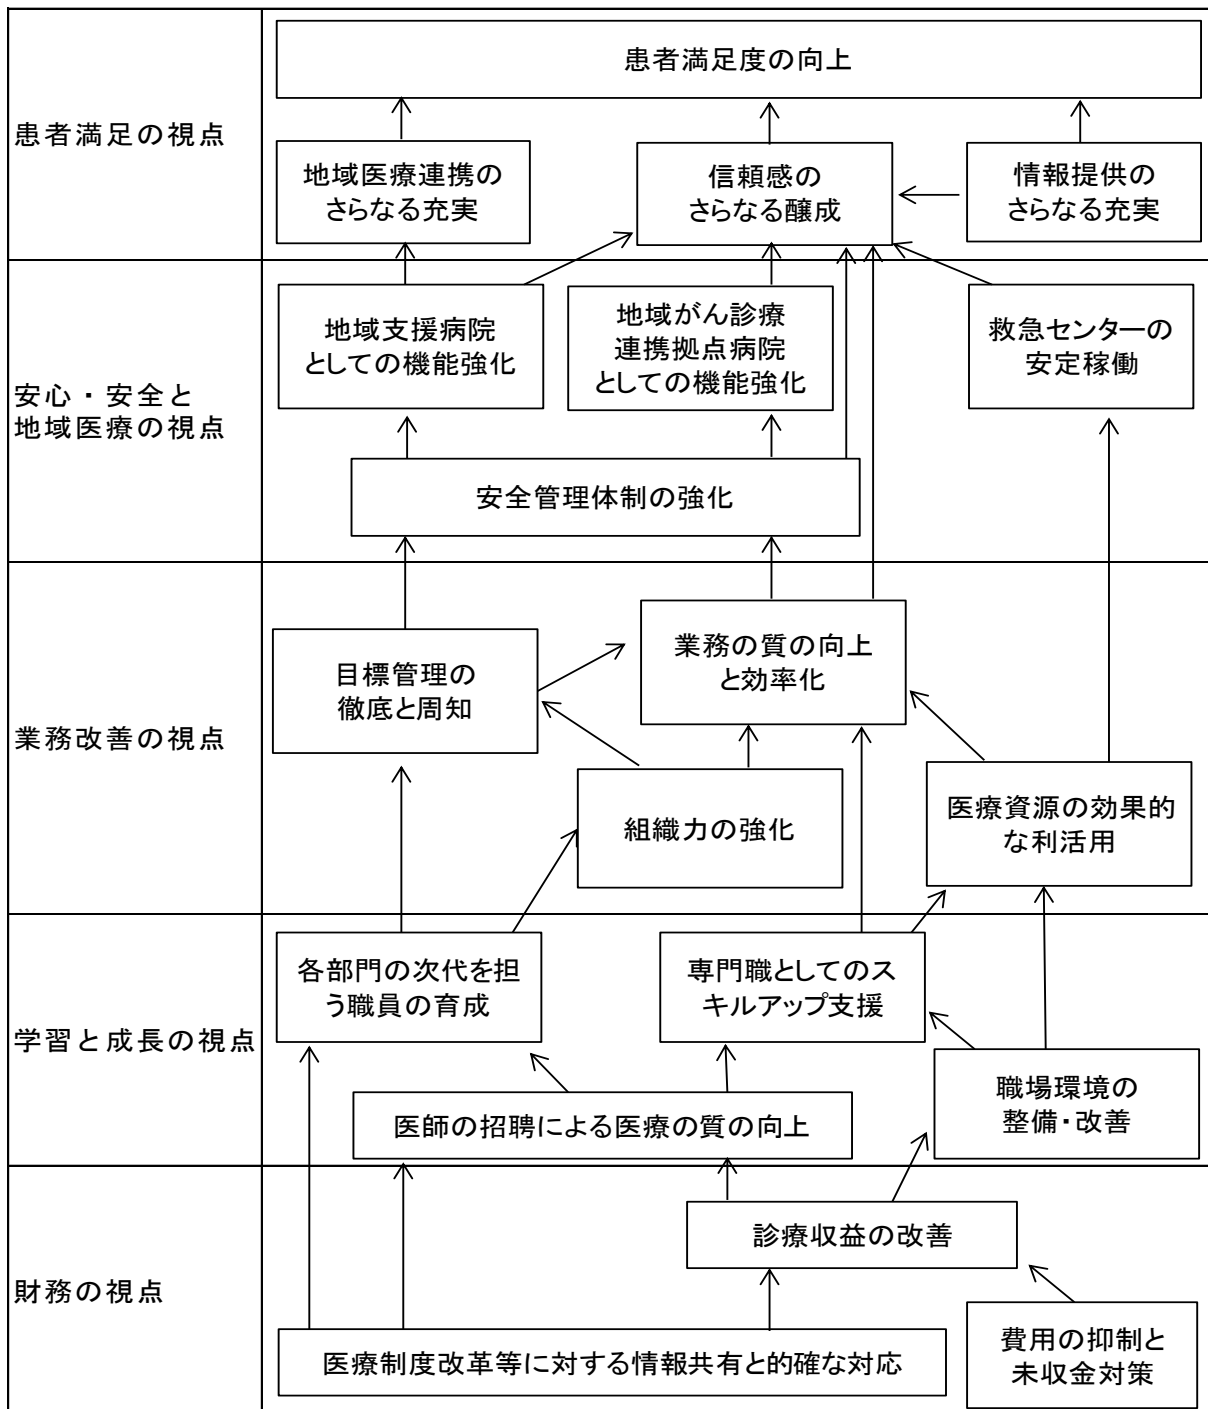 患者満足の視点
患者満足度の向上
地域医療連携の
さらなる充実
信頼感の
さらなる醸成
情報提供の
さらなる充実
安心・安全と
地域医療の視点
地域支援病院
としての機能強化
地域がん診療
連携拠点病院
としての機能強化
救急センターの
安定稼働
安全管理体制の強化
業務改善の視点
目標管理の
徹底と周知
業務の質の向上
と効率化
組織力の強化
医療資源の効果的
な利活用
学習と成長の視点
各部門の次代を担
う職員の育成
専門職としてのス
キルアップ支援
医師の招聘による医療の質の向上
職場環境の
整備・改善
財務の視点
診療収益の改善
医療制度改革等に対する情報共有と的確な対応
費用の抑制と
未収金対策